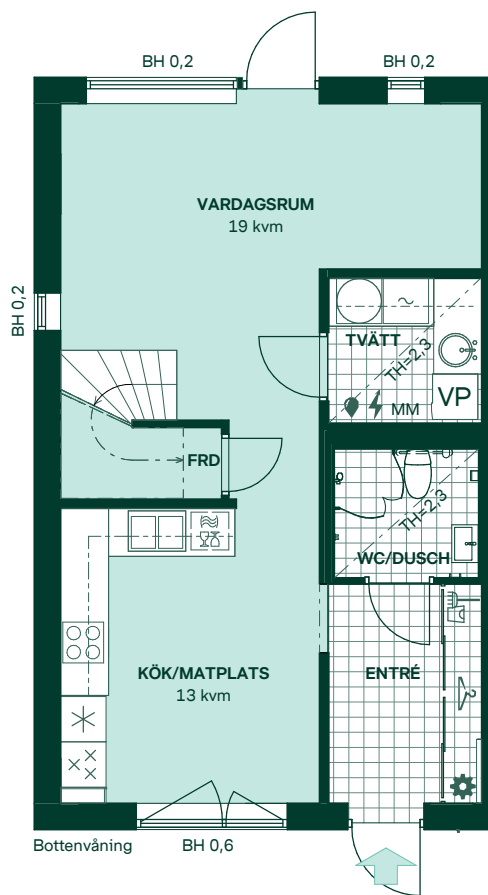 BH 0,2
BH 0,2
VARDAGSRUM
19 kvm
BH 0,2
TVÄTT
TH=2,3
VP
MM
FRD
TH=2,3
WC/DUSCH
KÖK/MATPLATS
13 kvm
ENTRÉ
Bottenvåning
BH 0,6